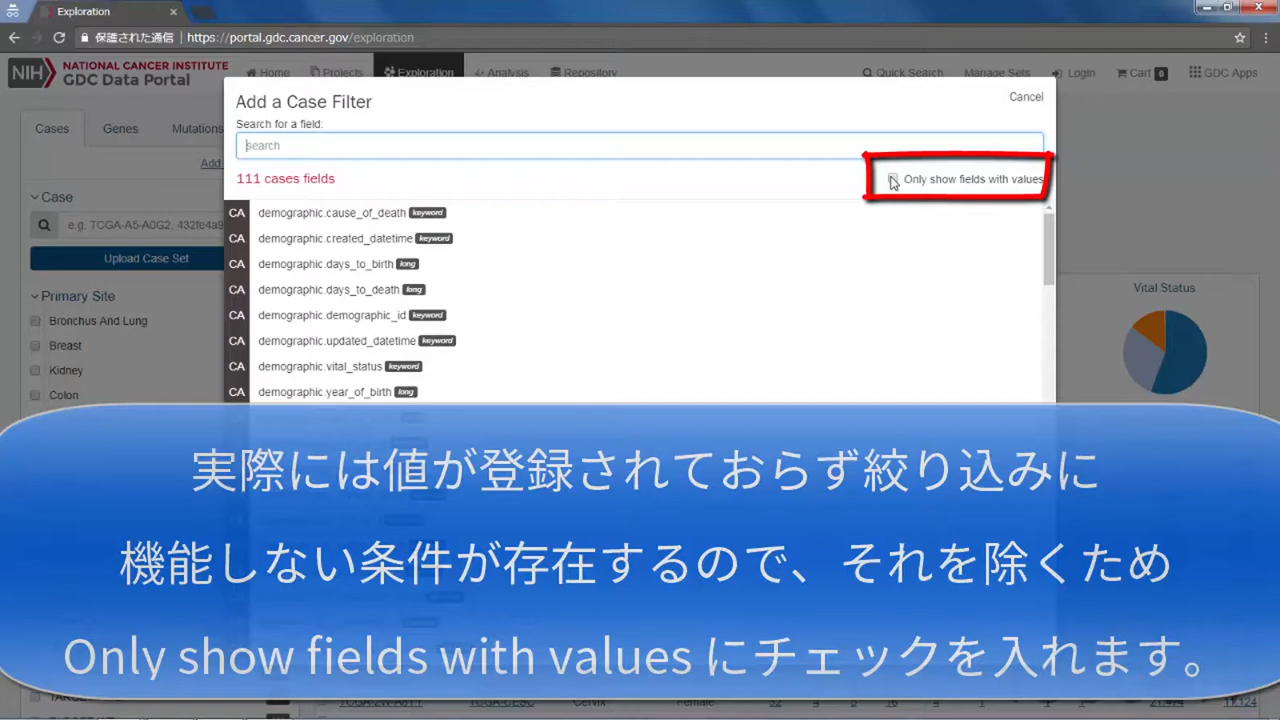 Exploration
保護された通信 | https://portal.gdc.cancer.gov/exploration
NIH NATIONAL CANCER INSTITUTE
GDC Data Portal
Home Projects Exploration Analysis Repository Quick Search Manage Sets Login Cart 0 GDC Apps
Cases Genes Mutations
Add
Case
e.g. TCGA-A5-A0G2, 432fe4a9
Upload Case Set
Primary Site
Bronchus And Lung
Breast
Kidney
Colon
Add a Case Filter
Cancel
Search for a field:
search
111 cases fields
Only show fields with values
CA demographic.cause_of_death keyword
CA demographic.created_datetime keyword
CA demographic.days_to_birth long
CA demographic.days_to_death long
CA demographic.demographic_id keyword
CA demographic.updated_datetime keyword
CA demographic.vital_status keyword
CA demographic.year_of_birth long
Vital Status
実際には値が登録されておらず絞り込みに
機能しない条件が存在するので、それを除くため
Only show fields with values にチェックを入れます。